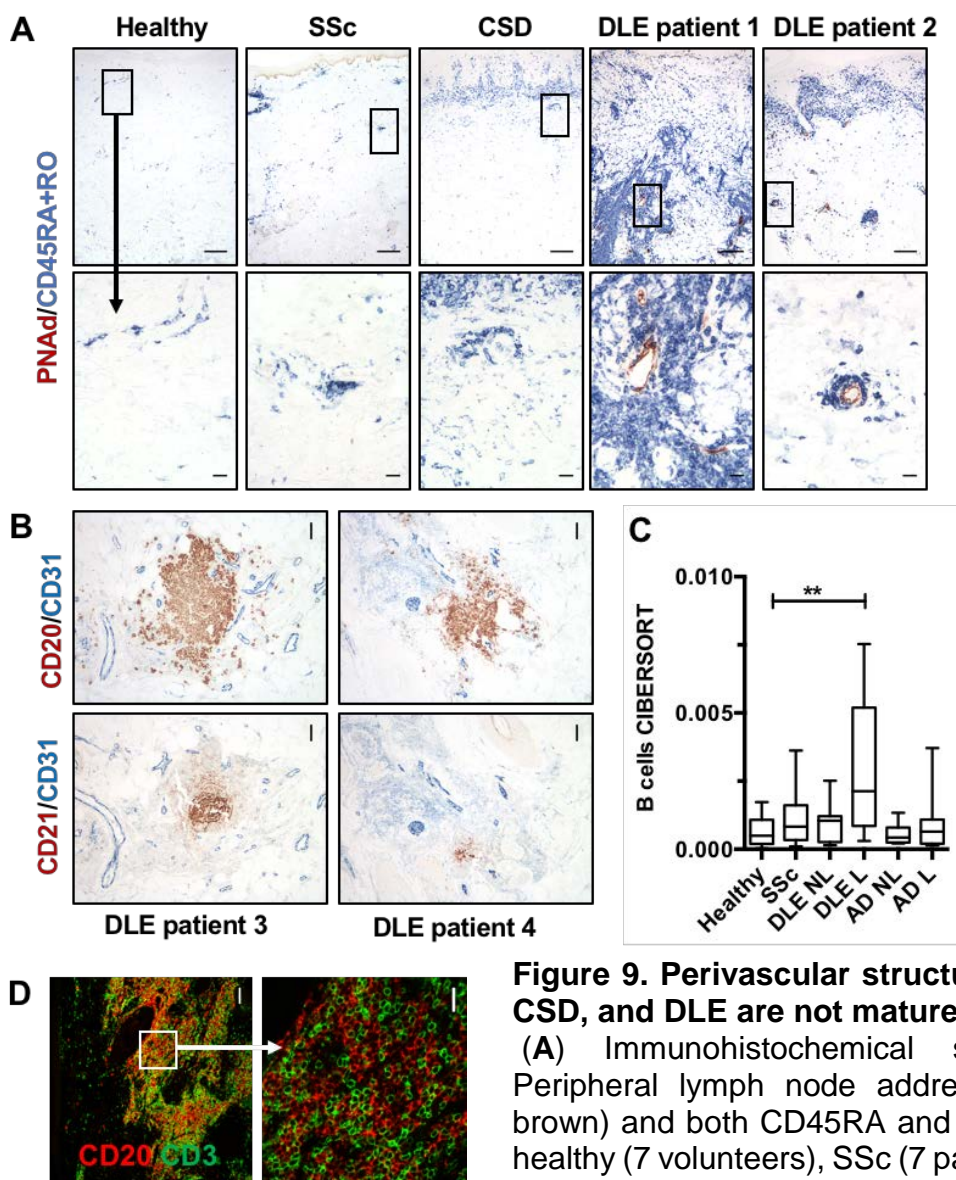 A
Healthy SSc CSD DLE patient 1 DLE patient 2
PNAd/CD45RA+RO
B
CD20/CD31
CD21/CD31
DLE patient 3 DLE patient 4
C
B cells CIBERSORT
0.010
0.005
0.000
**
Healthy
SSc
DLE NL
DLE L
AD NL
AD L
D
CD20/CD3
Figure 9. Perivascular structu
CSD, and DLE are not mature
(A) Immunohistochemical s
Peripheral lymph node addre
brown) and both CD45RA and
healthy (7 volunteers), SSc (7 pa